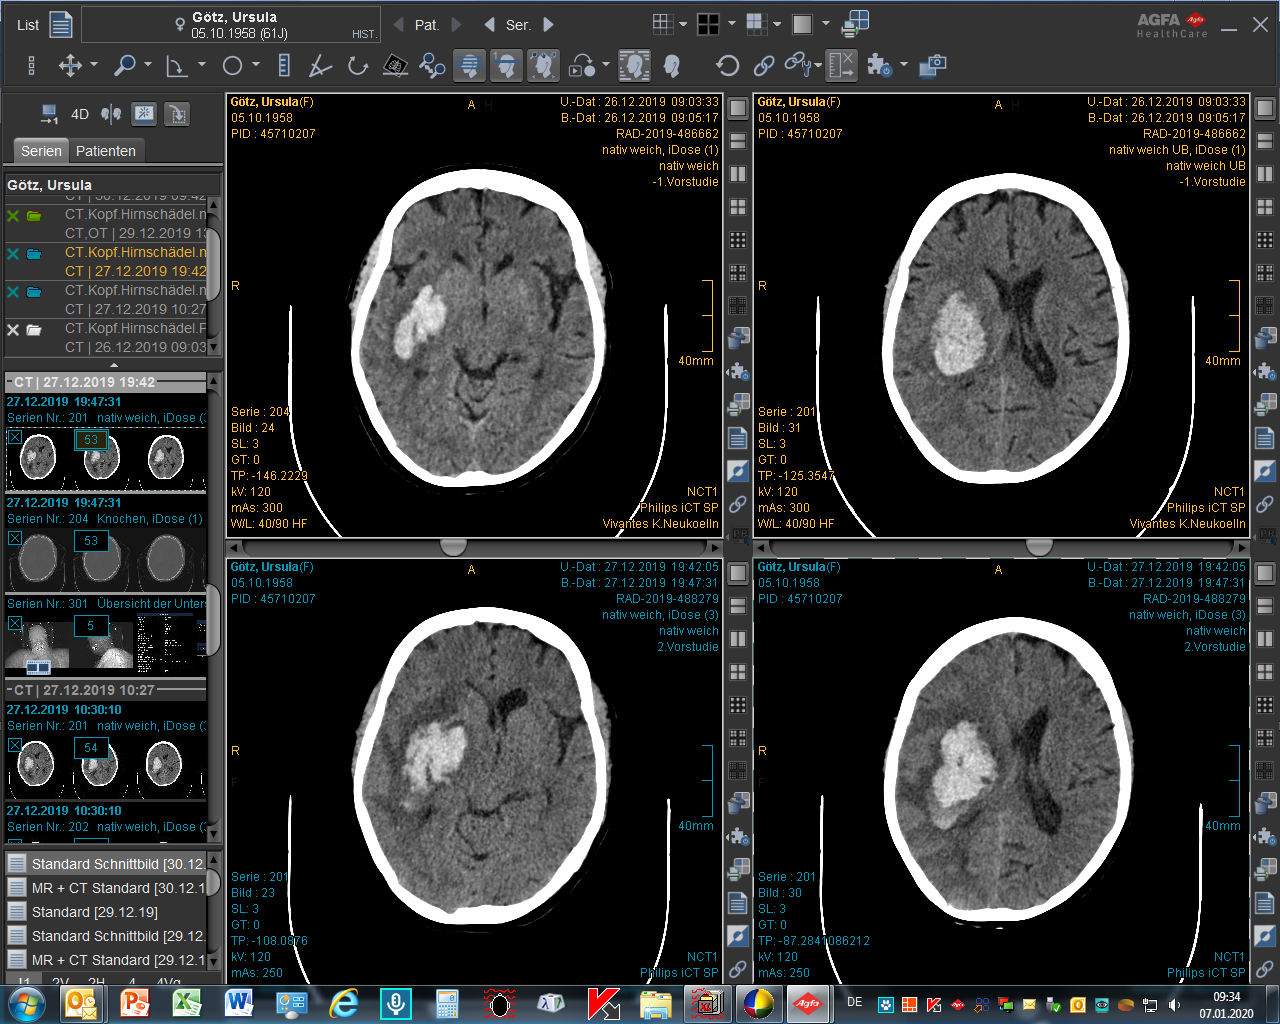 List
Götz, Ursula
05.10.1958 (61J)
HIST.
Pat.
Ser.
AGFA
HealthCare
4D
Serien
Patienten
Götz, Ursula
CT | 30.12.2019 09:42
CT.Kopf.Hirnschädel.n
CT,OT | 29.12.2019 13
CT.Kopf.Hirnschädel.n
CT | 27.12.2019 19:42
CT.Kopf.Hirnschädel.n
CT | 27.12.2019 10:27
CT.Kopf.Hirnschädel.F
CT | 26.12.2019 09:03
CT | 27.12.2019 19:42
27.12.2019 19:47:31
Serien Nr.: 201 nativ weich, iDose (3
53
27.12.2019 19:47:31
Serien Nr.: 204 Knochen, iDose (1)
53
Serien Nr.: 301 Übersicht der Unters
5
CT | 27.12.2019 10:27
27.12.2019 10:30:10
Serien Nr.: 201 nativ weich, iDose (3
54
27.12.2019 10:30:10
Serien Nr.: 202 nativ weich, iDose (3
Standard Schnittbild [30.12.
MR + CT Standard [30.12.1
Standard [29.12.19]
Standard Schnittbild [29.12.
MR + CT Standard [29.12.1
Götz, Ursula(F)
05.10.1958
PID : 45710207
A
H
U.-Dat : 26.12.2019 09:03:33
B.-Dat : 26.12.2019 09:05:17
RAD-2019-486662
nativ weich, iDose (1)
nativ weich
-1.Vorstudie
R
40mm
Serie : 204
Bild : 24
SL: 3
GT: 0
TP: -146.2229
kV: 120
mAs: 300
W/L: 40/90 HF
NCT1
Philips iCT SP
Vivantes K.Neukoelln
Götz, Ursula(F)
05.10.1958
PID : 45710207
A
H
U.-Dat : 26.12.2019 09:03:33
B.-Dat : 26.12.2019 09:05:17
RAD-2019-486662
nativ weich UB, iDose (1)
nativ weich UB
-1.Vorstudie
R
40mm
Serie : 201
Bild : 31
SL: 3
GT: 0
TP: -125.3547
kV: 120
mAs: 300
W/L: 40/90 HF
NCT1
Philips iCT SP
Vivantes K.Neukoelln
Götz, Ursula(F)
05.10.1958
PID : 45710207
A
U.-Dat : 27.12.2019 19:42:05
B.-Dat : 27.12.2019 19:47:31
RAD-2019-488279
nativ weich, iDose (3)
nativ weich
2.Vorstudie
R
F
40mm
Serie : 201
Bild : 23
SL: 3
GT: 0
TP: -108.0876
kV: 120
mAs: 250
NCT1
Philips iCT SP
Götz, Ursula(F)
05.10.1958
PID : 45710207
A
U.-Dat : 27.12.2019 19:42:05
B.-Dat : 27.12.2019 19:47:31
RAD-2019-488279
nativ weich, iDose (3)
nativ weich
2.Vorstudie
R
F
40mm
Serie : 201
Bild : 30
SL: 3
GT: 0
TP: -87.2841086212
kV: 120
mAs: 250
NCT1
Philips iCT SP
DE
09:34
07.01.2020